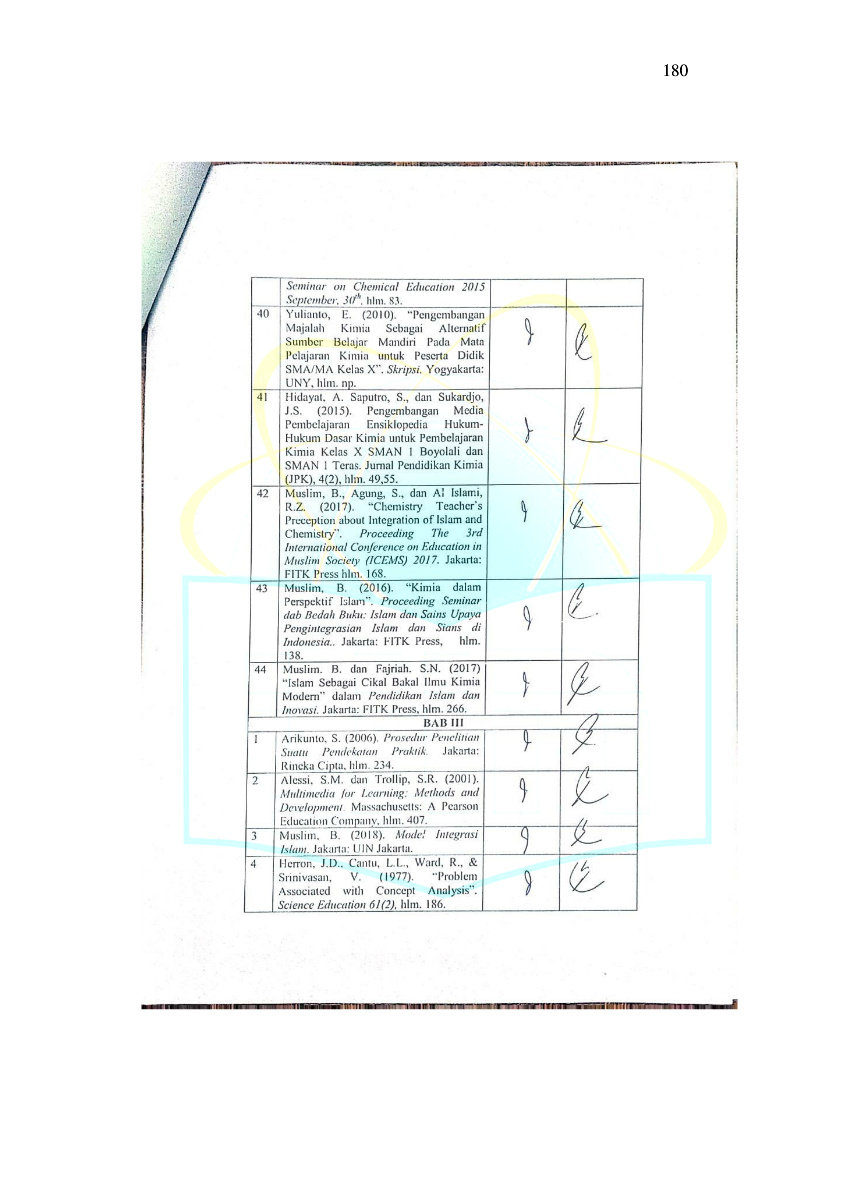 180
Seminar on Chemical Education 2015
September, 30th, hlm. 83.
40 Yulianto, E. (2010). “Pengembangan
Majalah Kimia Sebagai Alternatif
Sumber Belajar Mandiri Pada Mata
Pelajaran Kimia untuk Peserta Didik
SMA/MA Kelas X”. Skripsi. Yogyakarta:
UNY, hlm. np.
41 Hidayat, A. Saputro, S., dan Sukardjo,
J.S. (2015). Pengembangan Media
Pembelajaran Ensiklopedia Hukum-
Hukum Dasar Kimia untuk Pembelajaran
Kimia Kelas X SMAN 1 Boyolali dan
SMAN 1 Teras. Jurnal Pendidikan Kimia
(JPK), 4(2), hlm. 49,55.
42 Muslim, B., Agung, S., dan Al Islami,
R.Z. (2017). “Chemistry Teacher's
Preception about Integration of Islam and
Chemistry”. Proceeding The 3rd
International Conference on Education in
Muslim Society (ICEMS) 2017. Jakarta:
FITK Press hlm. 168.
43 Muslim, B. (2016). “Kimia dalam
Perspektif Islam”. Proceeding Seminar
dab Bedah Buku: Islam dan Sains Upaya
Pengintegrasian Islam dan Sians di
Indonesia.. Jakarta: FITK Press, hlm.
138.
44 Muslim. B. dan Fajriah. S.N. (2017)
“Islam Sebagai Cikal Bakal Ilmu Kimia
Modern” dalam Pendidikan Islam dan
Inovasi. Jakarta: FITK Press, hlm. 266.
BAB III
1 Arikunto, S. (2006). Prosedur Penelitian
Suatu Pendekatan Praktik. Jakarta:
Rineka Cipta, hlm. 234.
2 Alessi, S.M. dan Trollip, S.R. (2001).
Multimedia for Learning: Methods and
Development. Massachusetts: A Pearson
Education Company, hlm. 407.
3 Muslim, B. (2018). Model Integrasi
Islam. Jakarta: UIN Jakarta.
4 Herron, J.D., Cantu, L.L., Ward, R., &
Srinivasan, V. (1977). “Problem
Associated with Concept Analysis”.
Science Education 61(2), hlm. 186.